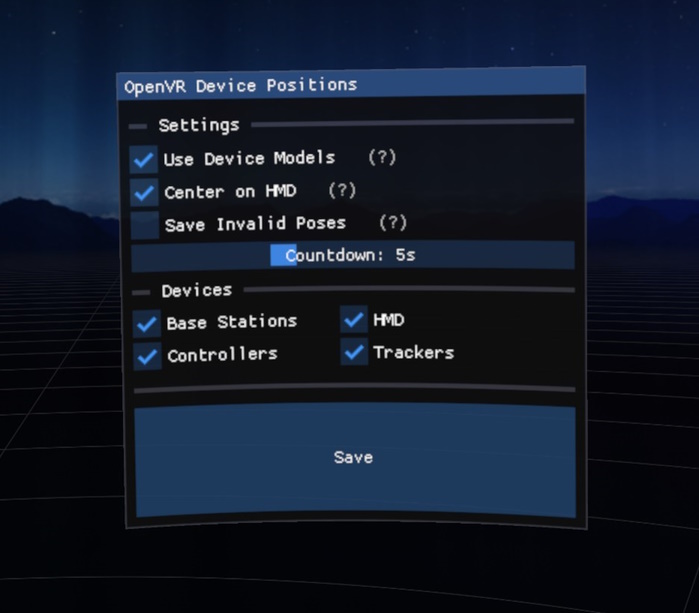 OpenVR Device Positions
Settings
Use Device Models (?)
Center on HMD (?)
Save Invalid Poses (?)
Countdown: 5s
Devices
Base Stations HMD
Controllers Trackers
Save